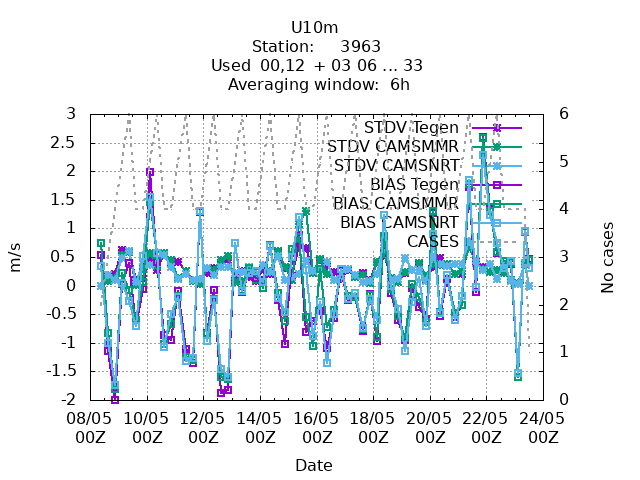 U10m
Station: 3963
Used 00,12 + 03 06 ... 33
Averaging window: 6h
3
2.5
2
1.5
1
0.5
0
-0.5
-1
-1.5
-2
6
5
4
3
2
1
0
STDV Tegen
STDV CAMSMMR
STDV CAMSNRT
BIAS Tegen
BIAS CAMSMMR
BIAS CAMSNRT
CASES
m/s
No cases
08/05 10/05 12/05 14/05 16/05 18/05 20/05 22/05 24/05
00Z 00Z 00Z 00Z 00Z 00Z 00Z 00Z 00Z
Date